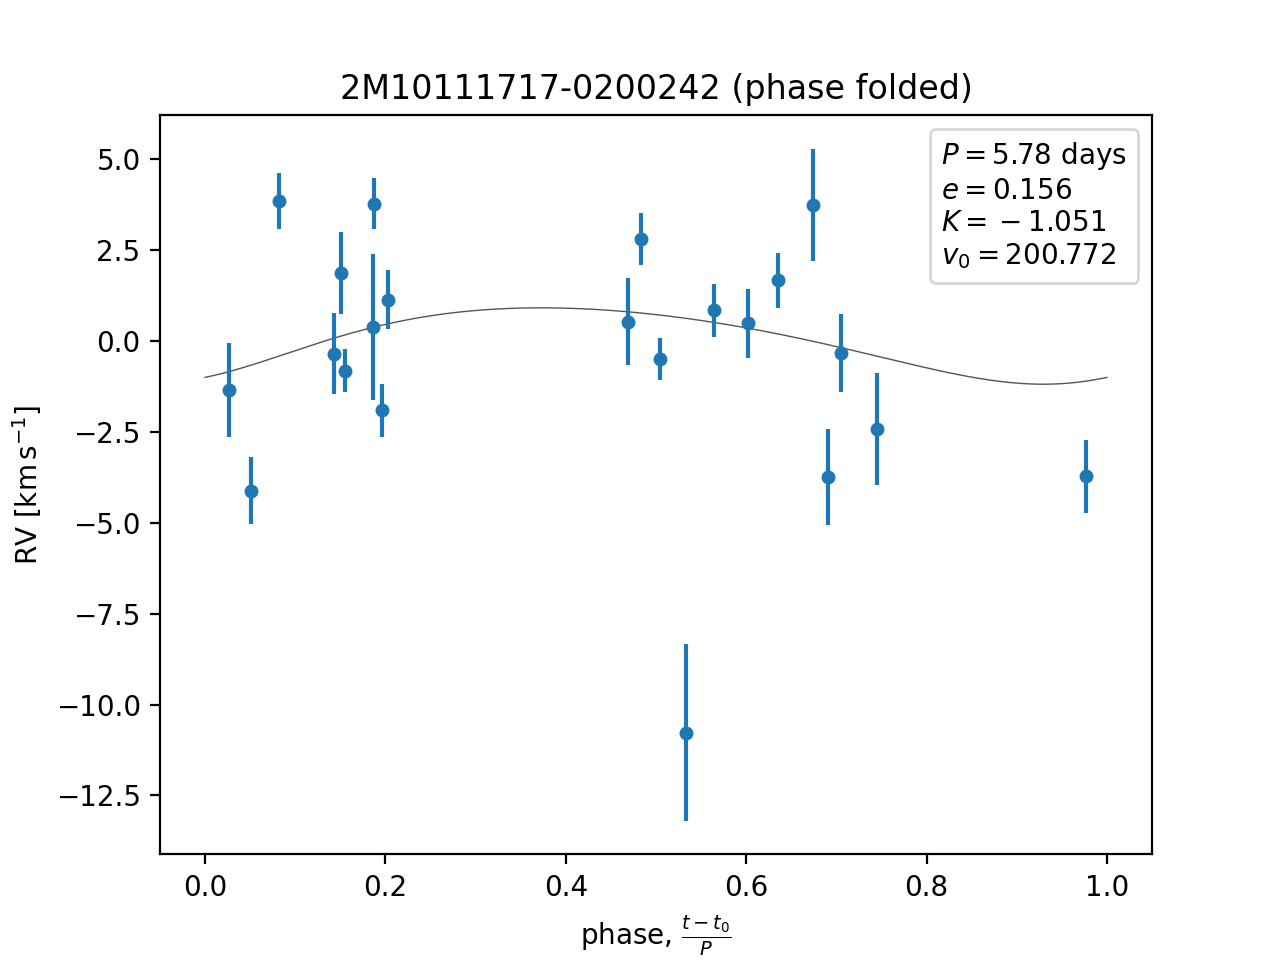 2M10111717-0200242 (phase folded)
P = 5.78 days
e = 0.156
K = −1.051
v₀ = 200.772
5.0
2.5
0.0
−2.5
−5.0
−7.5
−10.0
−12.5
RV [km s⁻¹]
0.0 0.2 0.4 0.6 0.8 1.0
phase, (t − t₀)/P